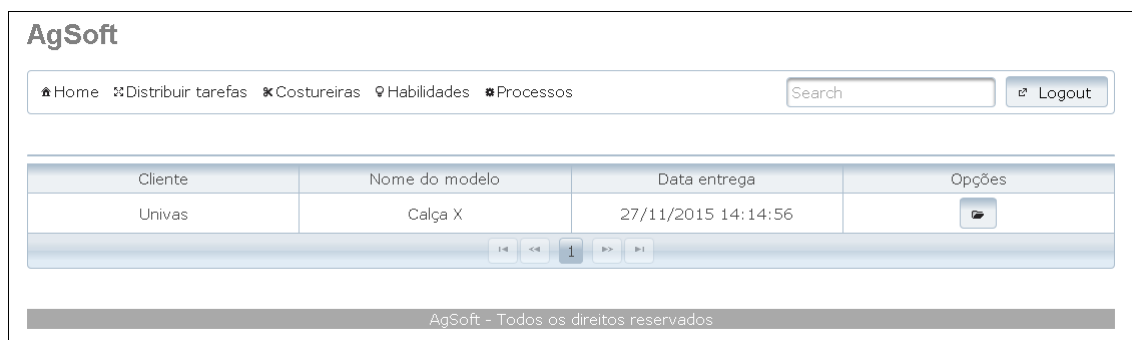 AgSoft
Home Distribuir tarefas Costureiras Habilidades Processos Search Logout
Cliente Nome do modelo Data entrega Opções
Univas Calça X 27/11/2015 14:14:56
1
AgSoft - Todos os direitos reservados